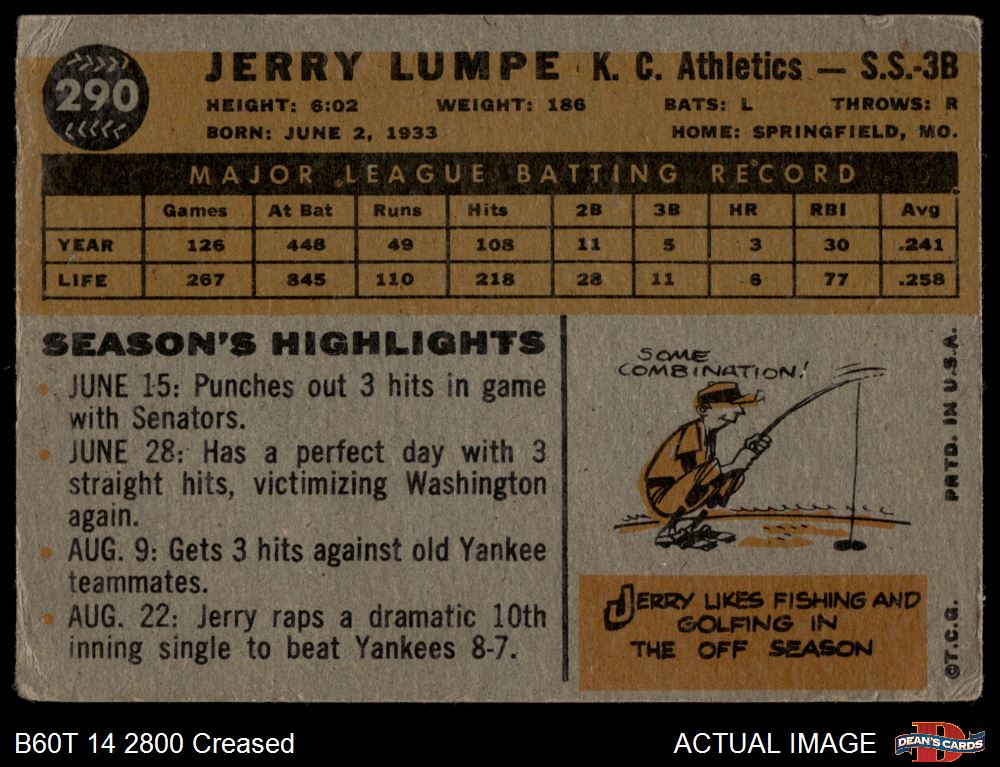 290
JERRY LUMPE K. C. Athletics — S.S.-3B
HEIGHT: 6:02 WEIGHT: 186 BATS: L THROWS: R
BORN: JUNE 2, 1933 HOME: SPRINGFIELD, MO.
MAJOR LEAGUE BATTING RECORD
Games At Bat Runs Hits 2B 3B HR RBI Avg
YEAR 126 448 49 108 11 5 3 30 .241
LIFE 267 845 110 218 28 11 6 77 .258
SEASON'S HIGHLIGHTS
JUNE 15: Punches out 3 hits in game
with Senators.
JUNE 28: Has a perfect day with 3
straight hits, victimizing Washington
again.
AUG. 9: Gets 3 hits against old Yankee
teammates.
AUG. 22: Jerry raps a dramatic 10th
inning single to beat Yankees 8-7.
SOME
COMBINATION!
JERRY LIKES FISHING AND
GOLFING IN
THE OFF SEASON
PRTD. IN U.S.A.
©T.C.G.
B60T 14 2800 Creased
ACTUAL IMAGE
D
DEAN'S CARDS